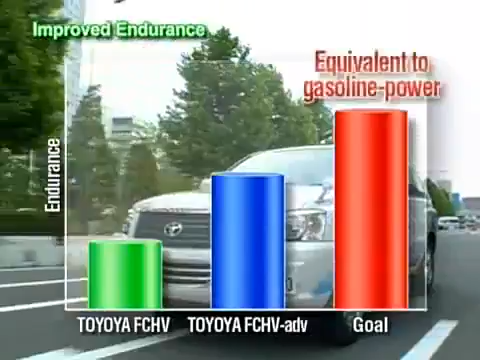 Improved Endurance
Equivalent to
gasoline-power
Endurance
TOYOYA FCHV
TOYOYA FCHV-adv
Goal